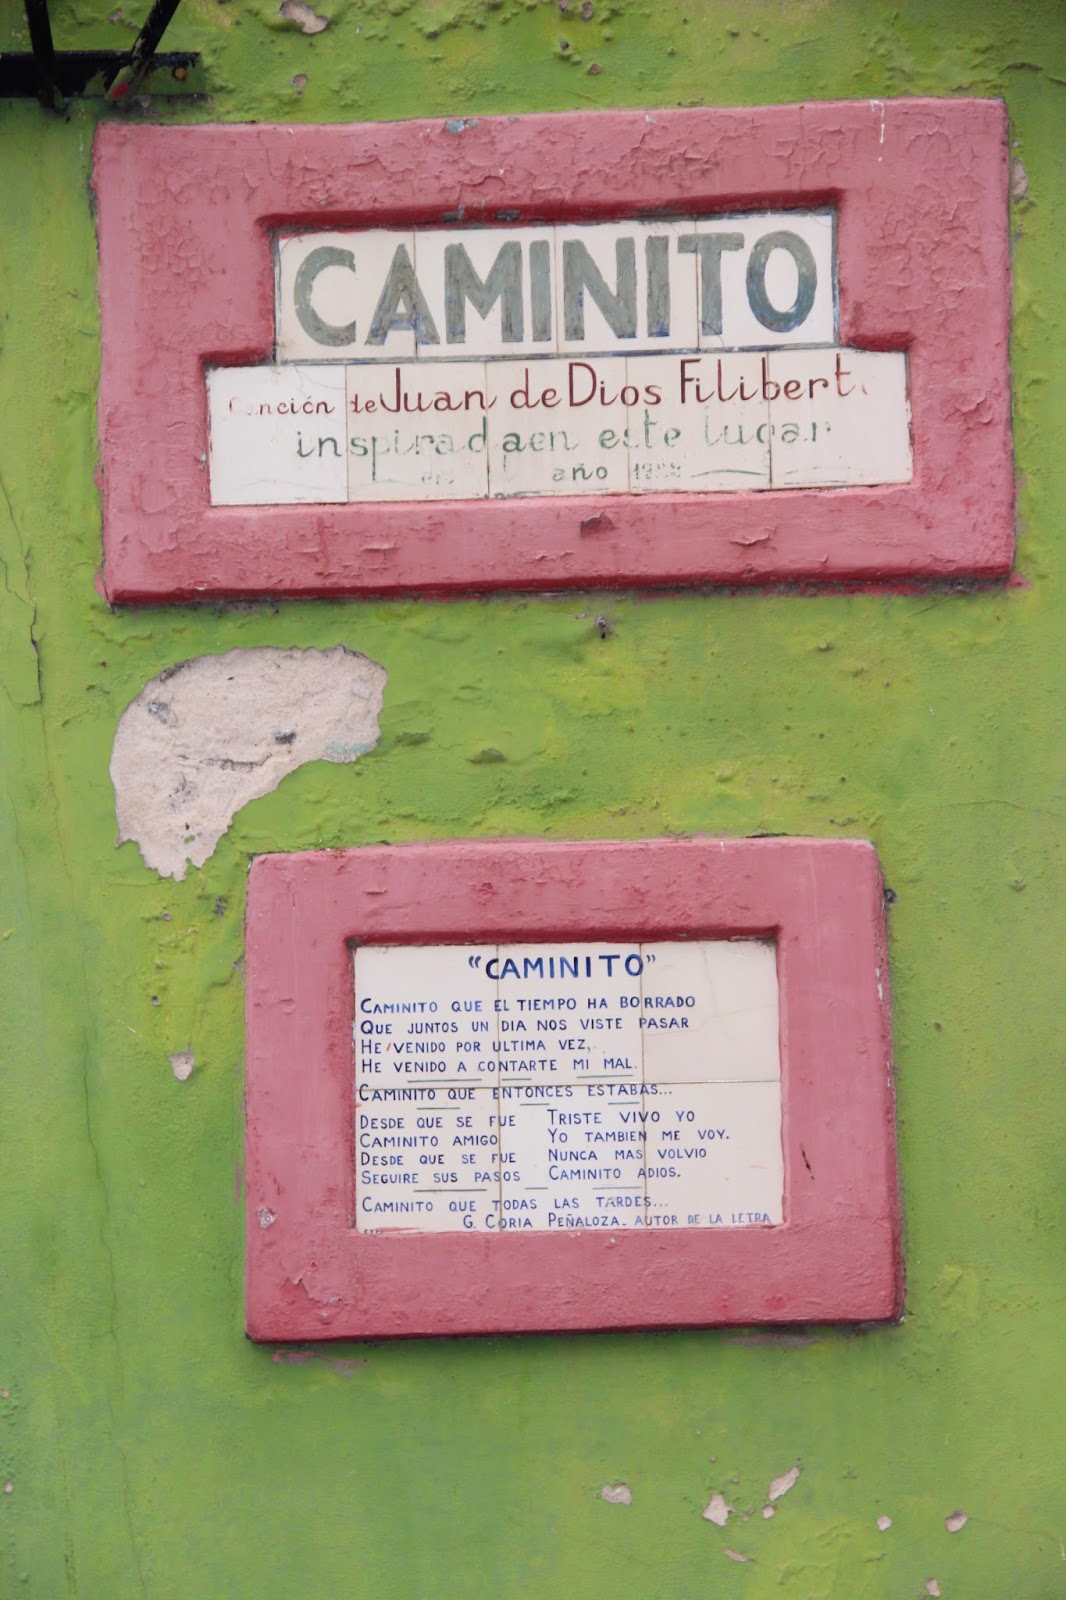 CAMINITO
Canción de Juan de Dios Filiberto
inspirada en este lugar
año
"CAMINITO"
CAMINITO QUE EL TIEMPO HA BORRADO
QUE JUNTOS UN DIA NOS VISTE PASAR
HE VENIDO POR ULTIMA VEZ,
HE VENIDO A CONTARTE MI MAL.
CAMINITO QUE ENTONCES ESTABAS...
DESDE QUE SE FUE TRISTE VIVO YO
CAMINITO AMIGO YO TAMBIEN ME VOY.
DESDE QUE SE FUE NUNCA MAS VOLVIO
SEGUIRE SUS PASOS CAMINITO ADIOS.
CAMINITO QUE TODAS LAS TARDES...
G. CORIA PEÑALOZA - AUTOR DE LA LETRA